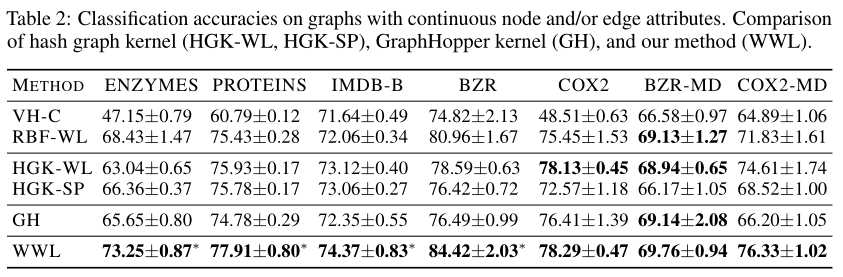 Table 2: Classification accuracies on graphs with continuous node and/or edge attributes. Comparison
of hash graph kernel (HGK-WL, HGK-SP), GraphHopper kernel (GH), and our method (WWL).
METHOD ENZYMES PROTEINS IMDB-B BZR COX2 BZR-MD COX2-MD
VH-C 47.15±0.79 60.79±0.12 71.64±0.49 74.82±2.13 48.51±0.63 66.58±0.97 64.89±1.06
RBF-WL 68.43±1.47 75.43±0.28 72.06±0.34 80.96±1.67 75.45±1.53 69.13±1.27 71.83±1.61
HGK-WL 63.04±0.65 75.93±0.17 73.12±0.40 78.59±0.63 78.13±0.45 68.94±0.65 74.61±1.74
HGK-SP 66.36±0.37 75.78±0.17 73.06±0.27 76.42±0.72 72.57±1.18 66.17±1.05 68.52±1.00
GH 65.65±0.80 74.78±0.29 72.35±0.55 76.49±0.99 76.41±1.39 69.14±2.08 66.20±1.05
WWL 73.25±0.87* 77.91±0.80* 74.37±0.83* 84.42±2.03* 78.29±0.47 69.76±0.94 76.33±1.02